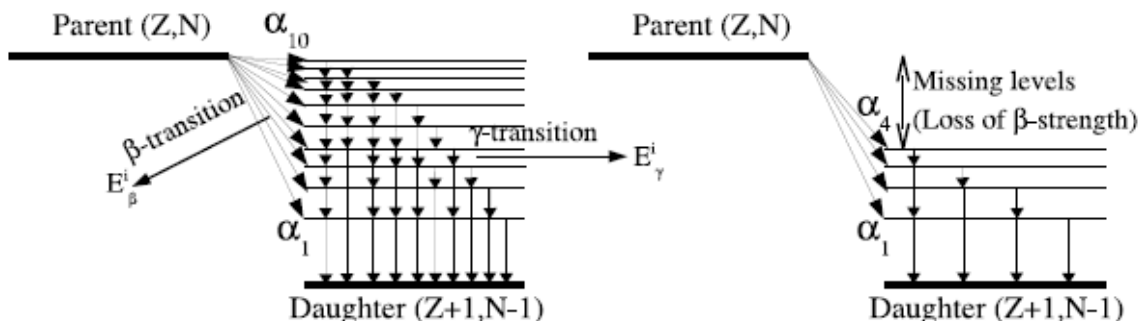 Parent (Z,N)
α10
β-transition
E^i_β
γ-transition
E^i_γ
α1
Daughter (Z+1,N-1)
Parent (Z,N)
Missing levels
α4
(Loss of β-strength)
α1
Daughter (Z+1,N-1)